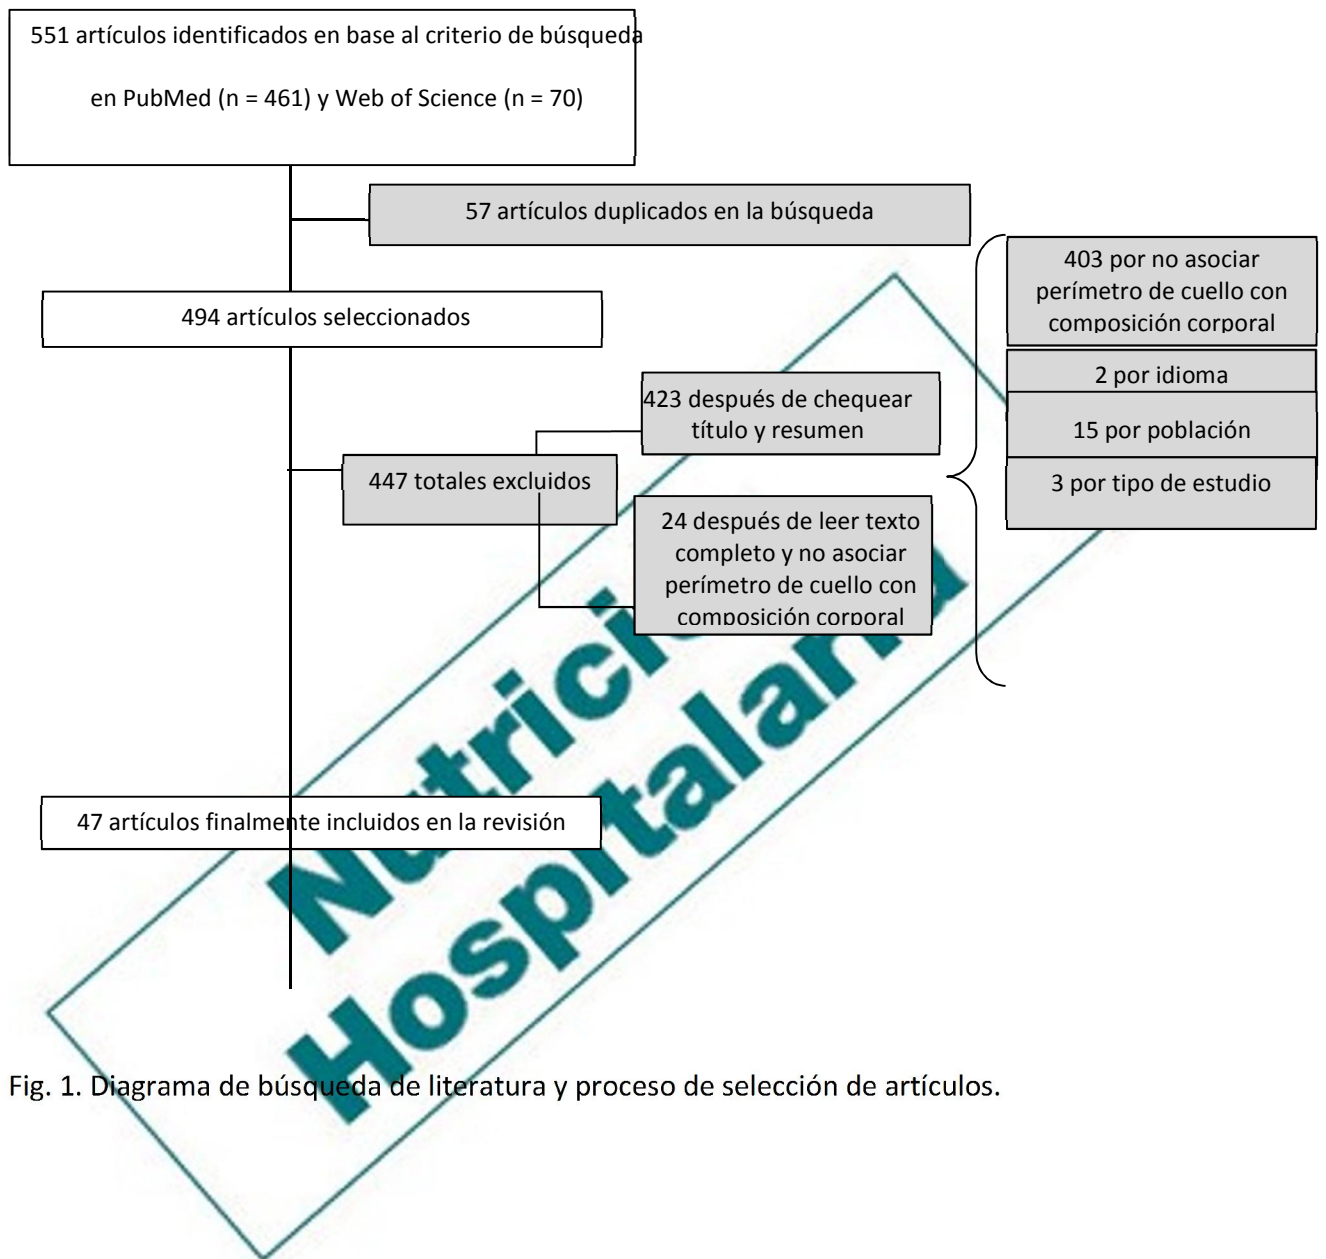 551 artículos identificados en base al criterio de búsqueda
en PubMed (n = 461) y Web of Science (n = 70)
57 artículos duplicados en la búsqueda
494 artículos seleccionados
423 después de chequear
título y resumen
447 totales excluidos
24 después de leer texto
completo y no asociar
perímetro de cuello con
composición corporal
403 por no asociar
perímetro de cuello con
composición corporal
2 por idioma
15 por población
3 por tipo de estudio
47 artículos finalmente incluidos en la revisión
Nutrición
Hospitalaria
Fig. 1. Diagrama de búsqueda de literatura y proceso de selección de artículos.